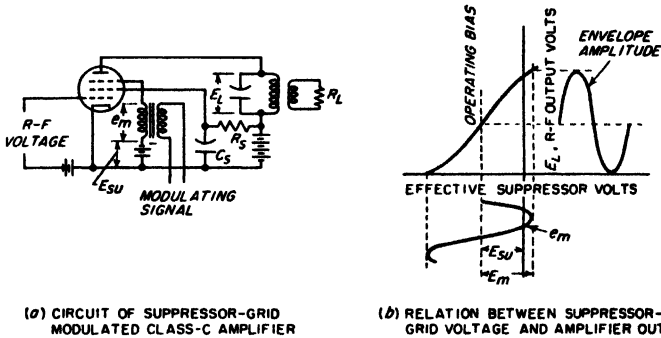 E_L
R_L
e_m
R-F
VOLTAGE
R_S
C_S
E_SU
MODULATING
SIGNAL
(a) CIRCUIT OF SUPPRESSOR-GRID
MODULATED CLASS-C AMPLIFIER
OPERATING BIAS
E_L, R-F OUTPUT VOLTS
ENVELOPE
AMPLITUDE
EFFECTIVE SUPPRESSOR VOLTS
e_m
E_SU
E_m
(b) RELATION BETWEEN SUPPRESSOR-
GRID VOLTAGE AND AMPLIFIER OUT